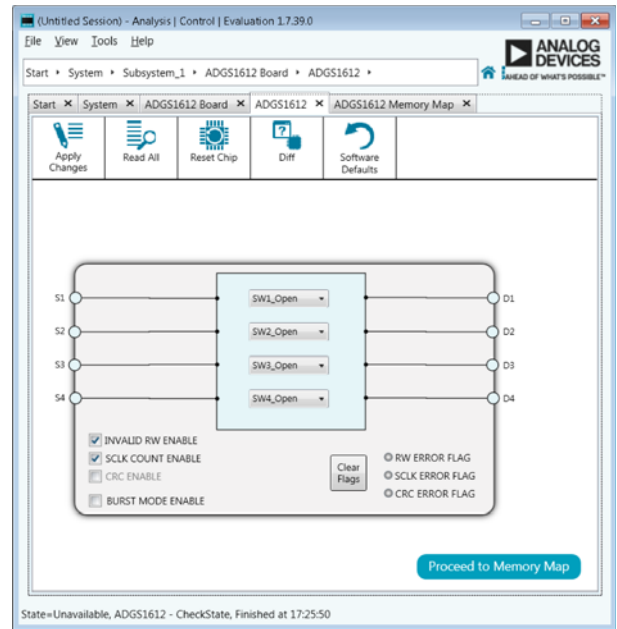 (Untitled Session) - Analysis | Control | Evaluation 1.7.39.0
File View Tools Help
ANALOG
DEVICES
AHEAD OF WHAT'S POSSIBLE™
Start System Subsystem_1 ADGS1612 Board ADGS1612
Start System ADGS1612 Board ADGS1612 ADGS1612 Memory Map
Apply
Changes
Read All
Reset Chip
Diff
Software
Defaults
S1 SW1_Open D1
S2 SW2_Open D2
S3 SW3_Open D3
S4 SW4_Open D4
INVALID RW ENABLE
SCLK COUNT ENABLE
CRC ENABLE
BURST MODE ENABLE
Clear
Flags
RW ERROR FLAG
SCLK ERROR FLAG
CRC ERROR FLAG
Proceed to Memory Map
State=Unavailable, ADGS1612 - CheckState, Finished at 17:25:50